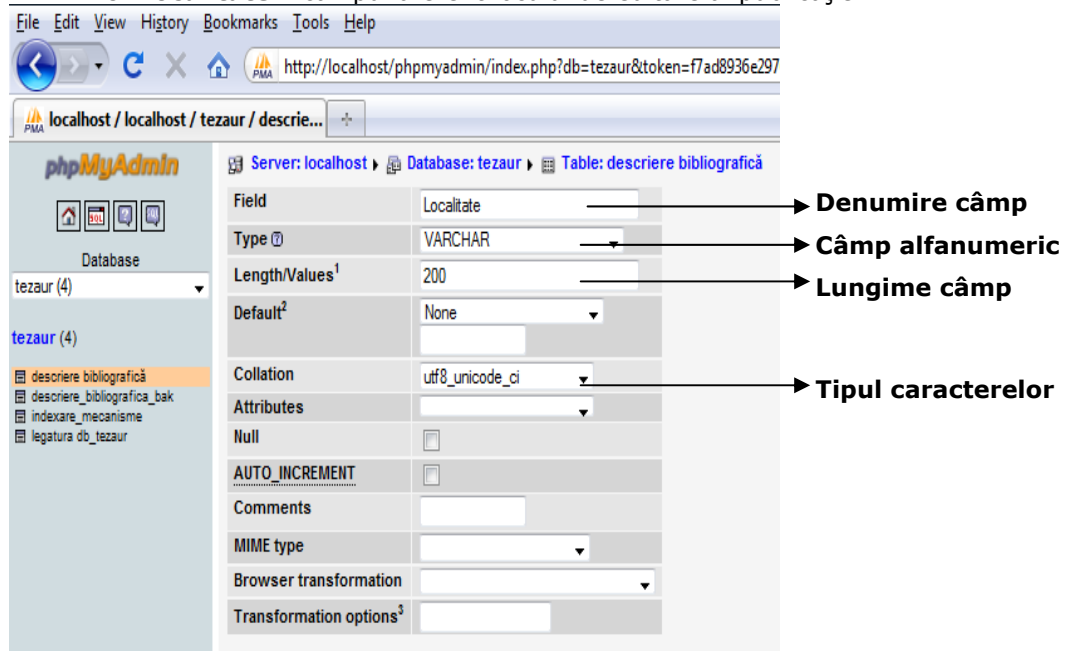 File Edit View History Bookmarks Tools Help
PMA http://localhost/phpmyadmin/index.php?db=tezaur&token=f7ad8936e297
PMA localhost / localhost / tezaur / descrie...
phpMyAdmin
Server: localhost Database: tezaur Table: descriere bibliografică
SQL
Database
tezaur (4)
tezaur (4)
descriere bibliografică
descriere_bibliografica_bak
indexare_mecanisme
legatura db_tezaur
Field Localitate Denumire câmp
Type VARCHAR Câmp alfanumeric
Length/Values1 200 Lungime câmp
Default2 None
Collation utf8_unicode_ci Tipul caracterelor
Attributes
Null
AUTO_INCREMENT
Comments
MIME type
Browser transformation
Transformation options3